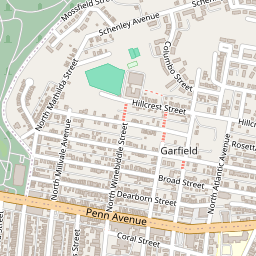 Mossfield Street
Schenley Avenue
Columbo Street
North Mathilda Street
Hillcrest Street
North Millvale Avenue
North Winebiddle Street
Garfield
Rosetta
North Atlantic Avenue
Broad Street
Dearborn Street
Penn Avenue
Coral Street